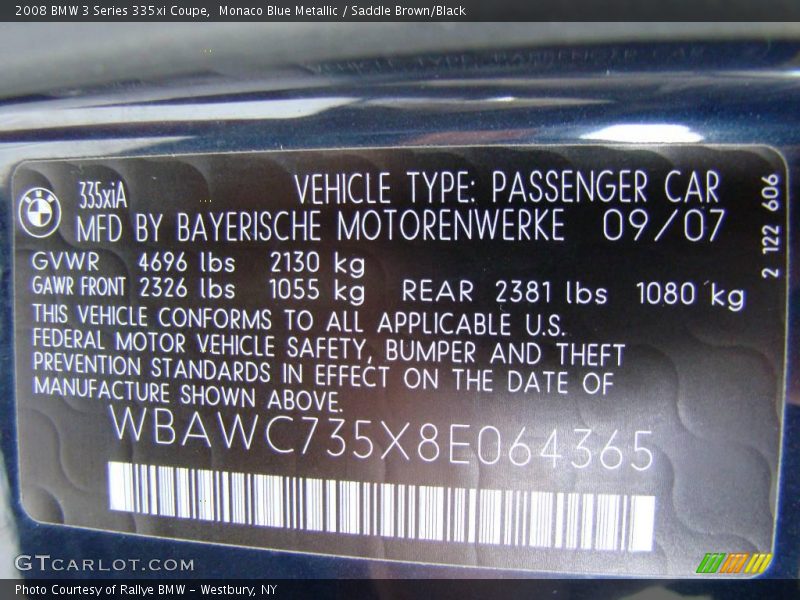 2008 BMW 3 Series 335xi Coupe,  Monaco Blue Metallic / Saddle Brown/Black
335xiA VEHICLE TYPE: PASSENGER CAR
MFD BY BAYERISCHE MOTORENWERKE 09/07
GVWR 4696 lbs 2130 kg
GAWR FRONT 2326 lbs 1055 kg REAR 2381 lbs 1080 kg
THIS VEHICLE CONFORMS TO ALL APPLICABLE U.S.
FEDERAL MOTOR VEHICLE SAFETY, BUMPER AND THEFT
PREVENTION STANDARDS IN EFFECT ON THE DATE OF
MANUFACTURE SHOWN ABOVE.
WBAWC735X8E064365
2 122 606
GTCARLOT.COM
Photo Courtesy of Rallye BMW - Westbury, NY